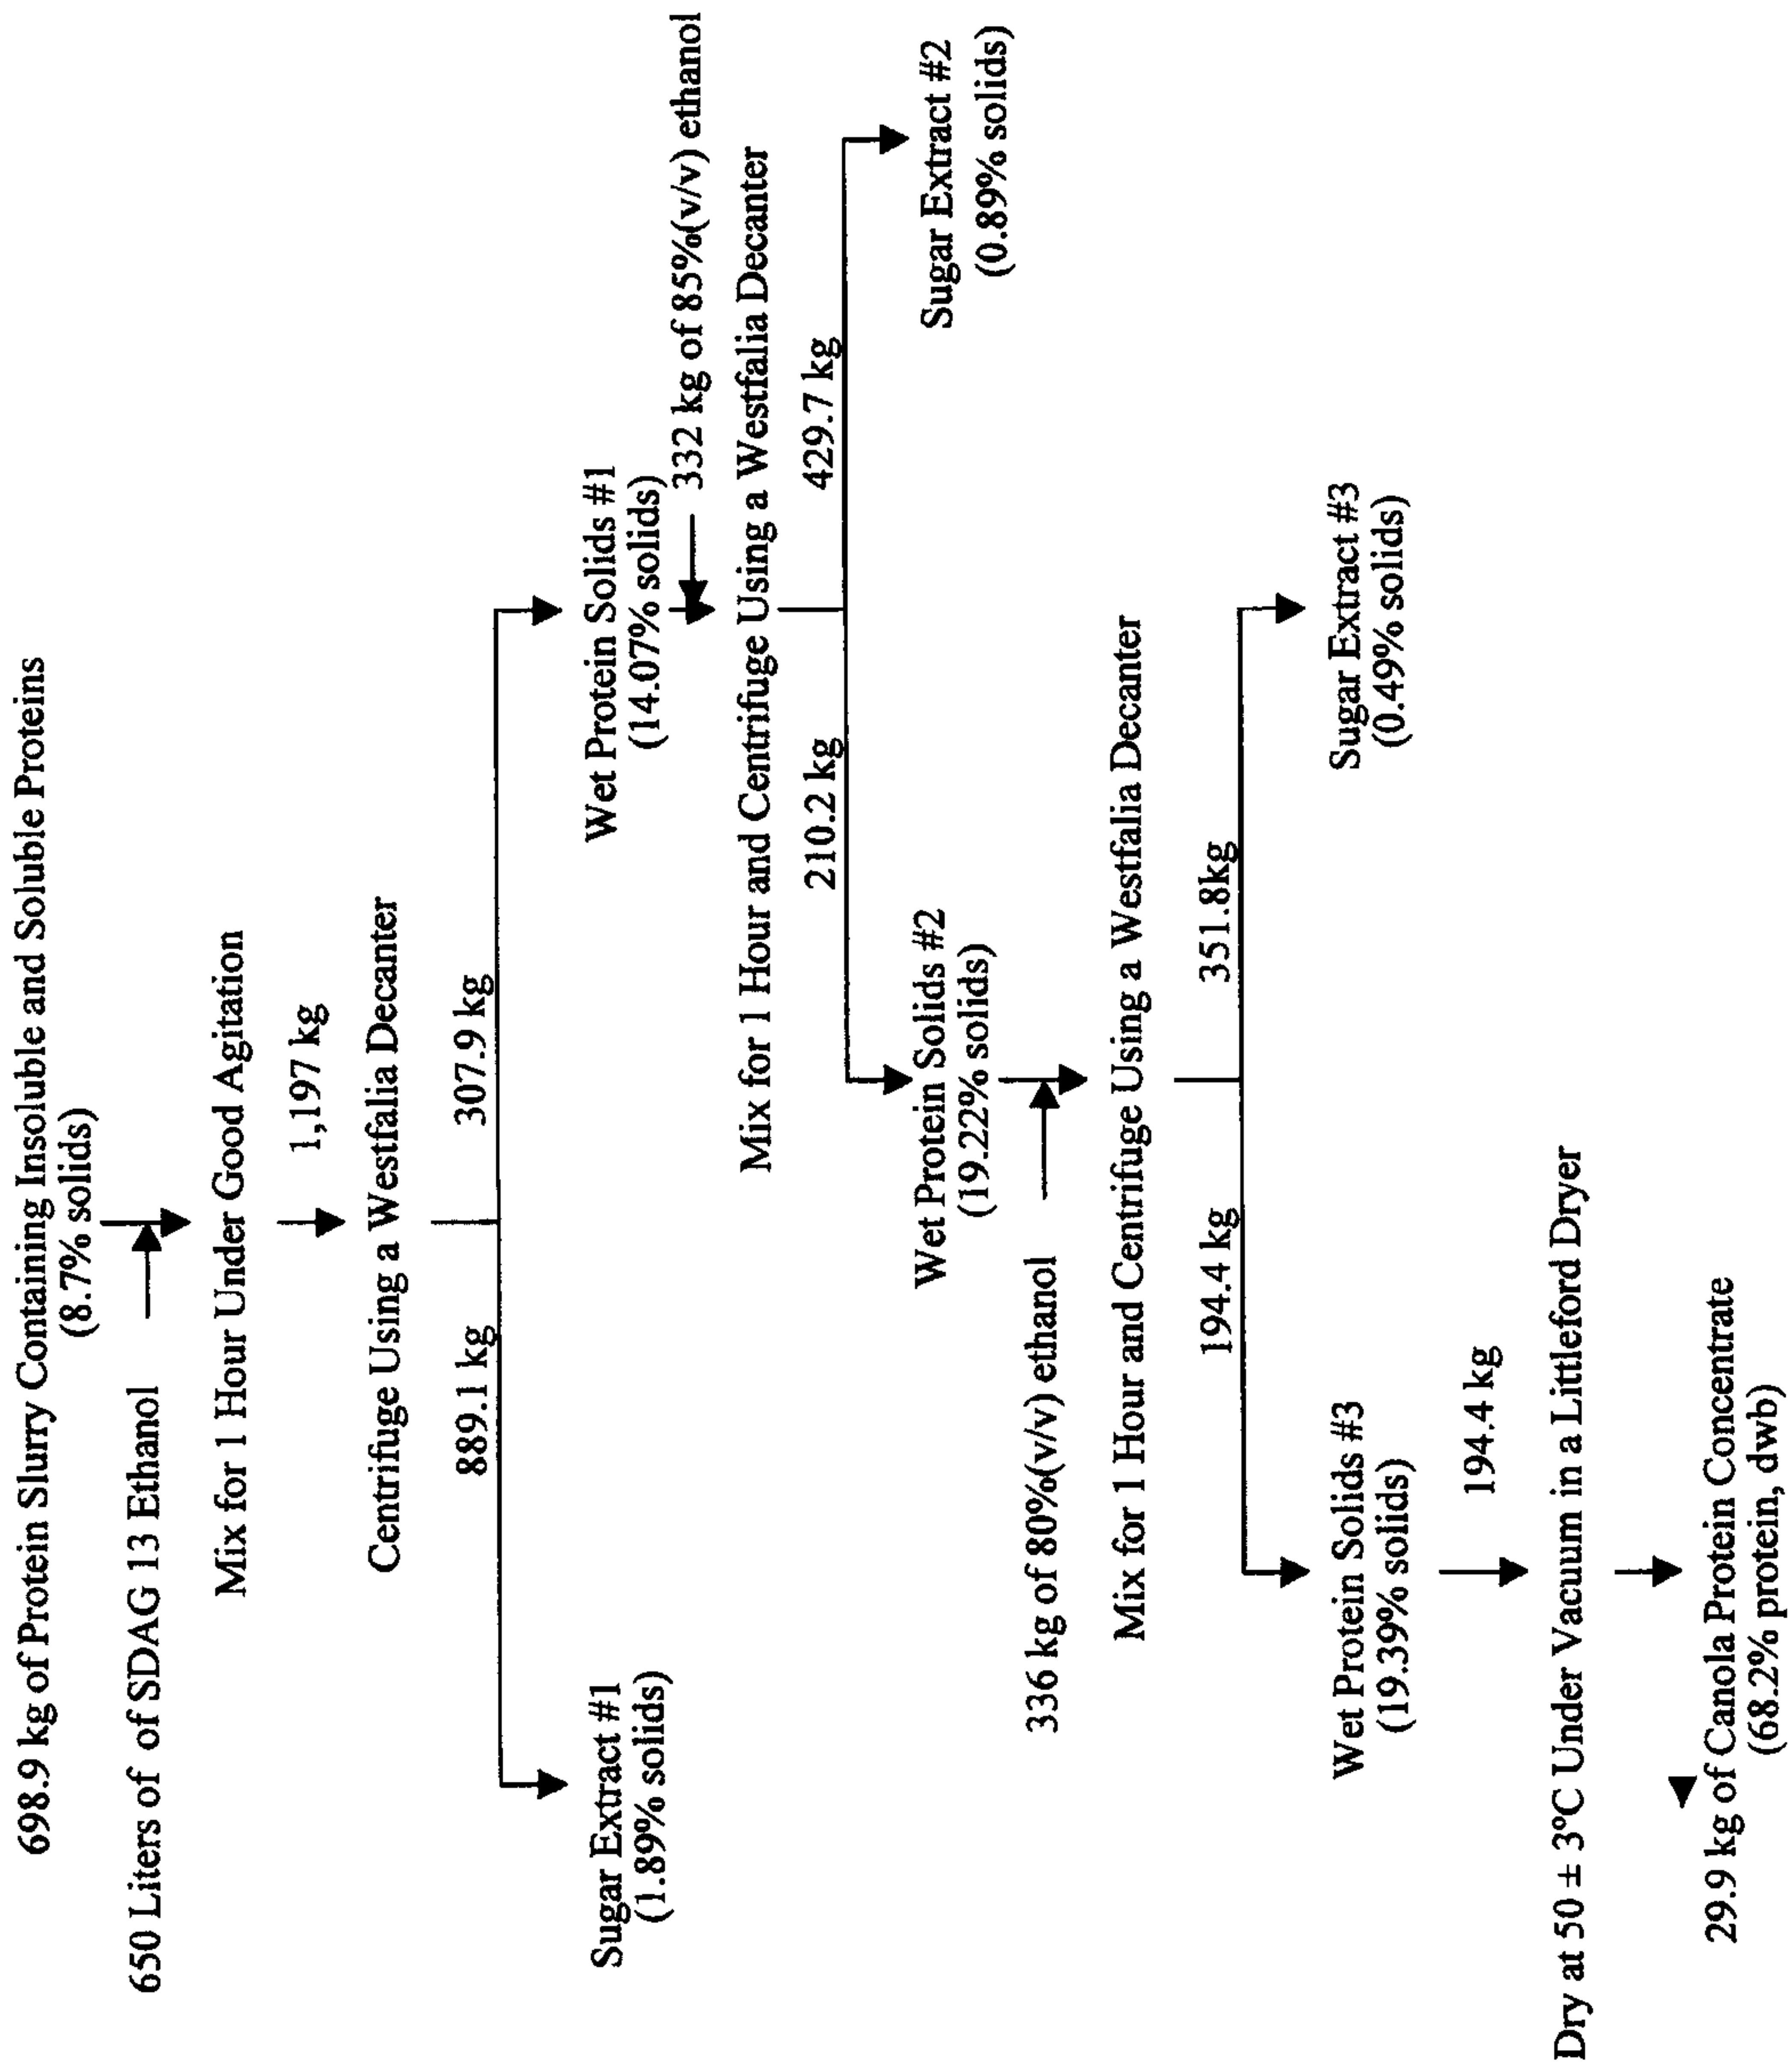 698.9 kg of Protein Slurry Containing Insoluble and Soluble Proteins
(8.7% solids)
650 Liters of of SDAG 13 Ethanol
Mix for 1 Hour Under Good Agitation
1,197 kg
Centrifuge Using a Westfalia Decanter
889.1 kg
307.9 kg
Sugar Extract #1
(1.89% solids)
Wet Protein Solids #1
(14.07% solids)
332 kg of 85%(v/v) ethanol
Mix for 1 Hour and Centrifuge Using a Westfalia Decanter
210.2 kg
429.7 kg
Wet Protein Solids #2
(19.22% solids)
Sugar Extract #2
(0.89% solids)
336 kg of 80%(v/v) ethanol
Mix for 1 Hour and Centrifuge Using a Westfalia Decanter
194.4 kg
351.8kg
Wet Protein Solids #3
(19.39% solids)
Sugar Extract #3
(0.49% solids)
194.4 kg
Dry at 50 ± 3°C Under Vacuum in a Littleford Dryer
29.9 kg of Canola Protein Concentrate
(68.2% protein, dwb)